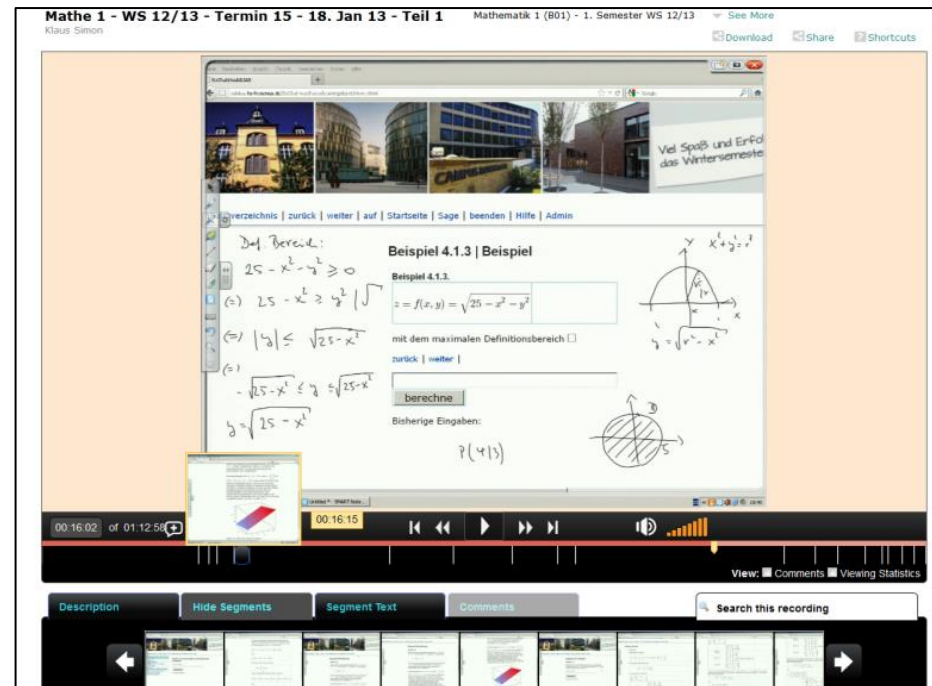 Mathe 1 - WS 12/13 - Termin 15 - 18. Jan 13 - Teil 1
Mathematik 1 (B01) - 1. Semester WS 12/13
See More
Klaus Simon
Download
Share
Shortcuts
Google
Viel Spaß und Erfol
das Wintersemeste
CAMPUS
verzeichnis | zurück | weiter | auf | Startseite | Sage | beenden | Hilfe | Admin
Def. Bereich:
25 - x² - y² ≥ 0
(=) 25 - x² ≥ y² | √
(=) |y| ≤ √25-x²
(=)
- √25-x² ≤ y ≤ √25-x²
y = √25 - x²
Beispiel 4.1.3 | Beispiel
Beispiel 4.1.3.
z = f(x, y) = √25 − x² − y²
mit dem maximalen Definitionsbereich
zurück | weiter |
berechne
Bisherige Eingaben:
P(4|3)
y
x² + y² = r²
r
y
x
x
y = √r² - x²
D
5
00:16:02 of 01:12:58
00:16:15
View: Comments Viewing Statistics
Description
Hide Segments
Segment Text
Comments
Search this recording